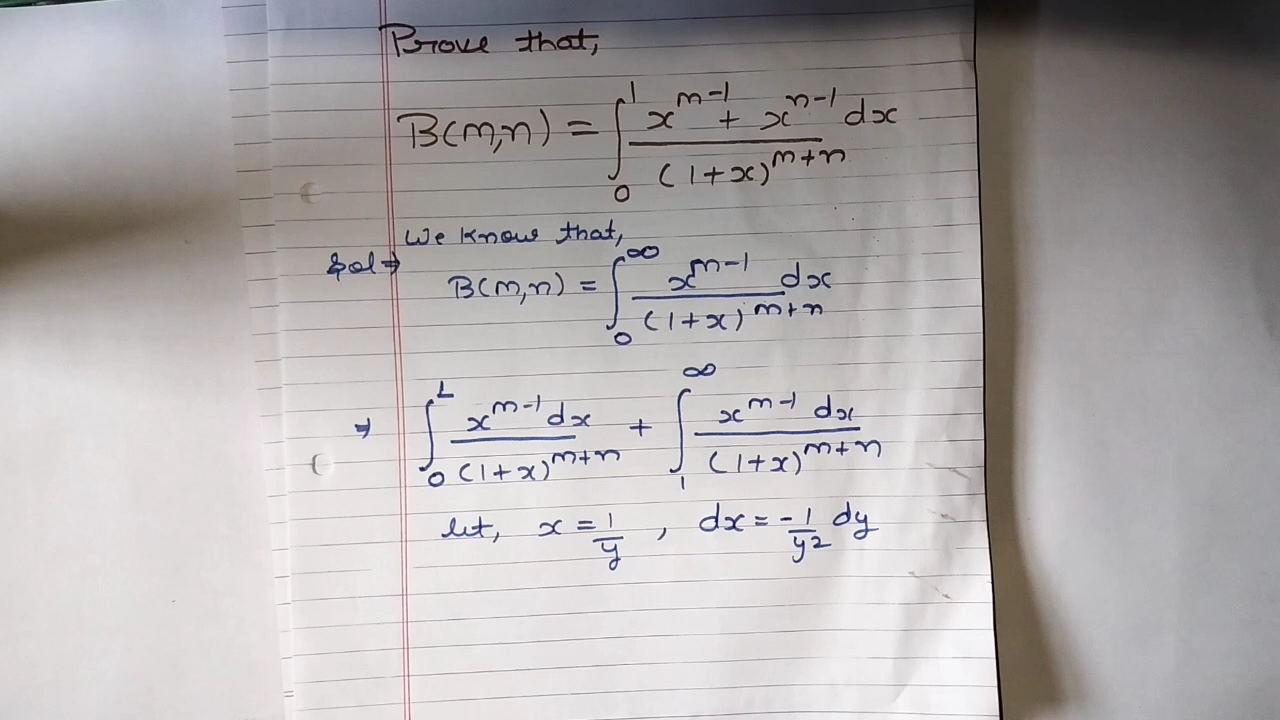 Prove that,
B(m,n) = ∫₀¹ (x^(m-1) + x^(n-1) dx) / (1+x)^(m+n)
We know that,
Sol⇒ B(m,n) = ∫₀^∞ (x^(m-1) dx) / (1+x)^(m+n)
⇒ ∫₀¹ (x^(m-1) dx) / (1+x)^(m+n) + ∫₁^∞ (x^(m-1) dx) / (1+x)^(m+n)
let, x = 1/y , dx = -1/y² dy